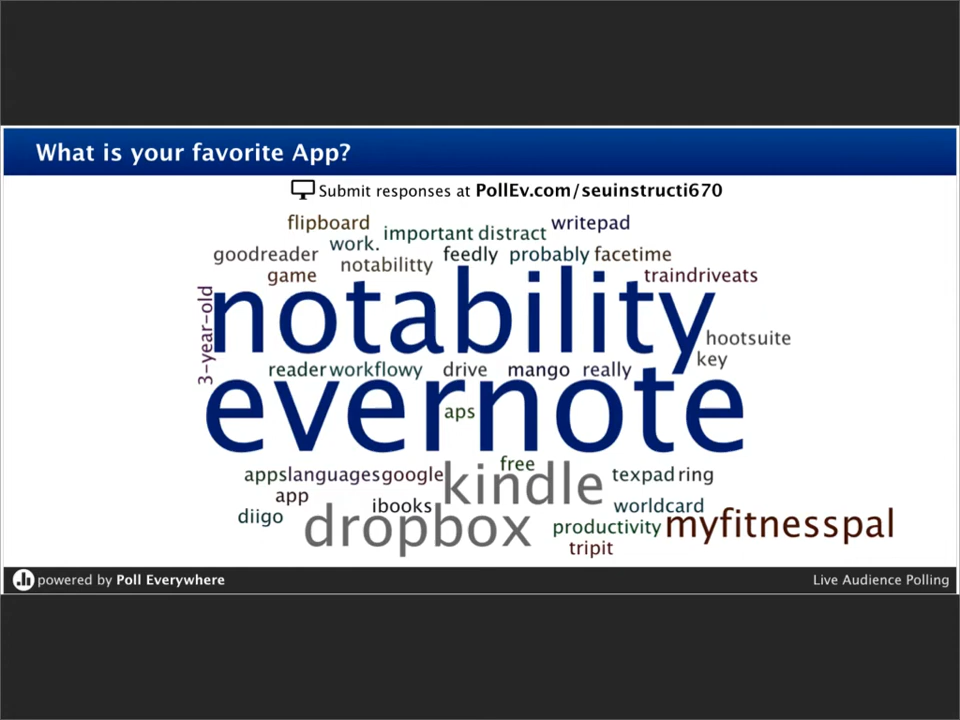 What is your favorite App?
Submit responses at PollEv.com/seuinstructi670
flipboard important distract writepad
work.
goodreader notabilitty feedly probably facetime
game traindriveats
3-year-old
notability
hootsuite
key
reader workflowy drive mango really
evernote
aps
free
apps languages google kindle texpad ring
app ibooks worldcard
diigo dropbox productivity myfitnesspal
tripit
powered by Poll Everywhere
Live Audience Polling